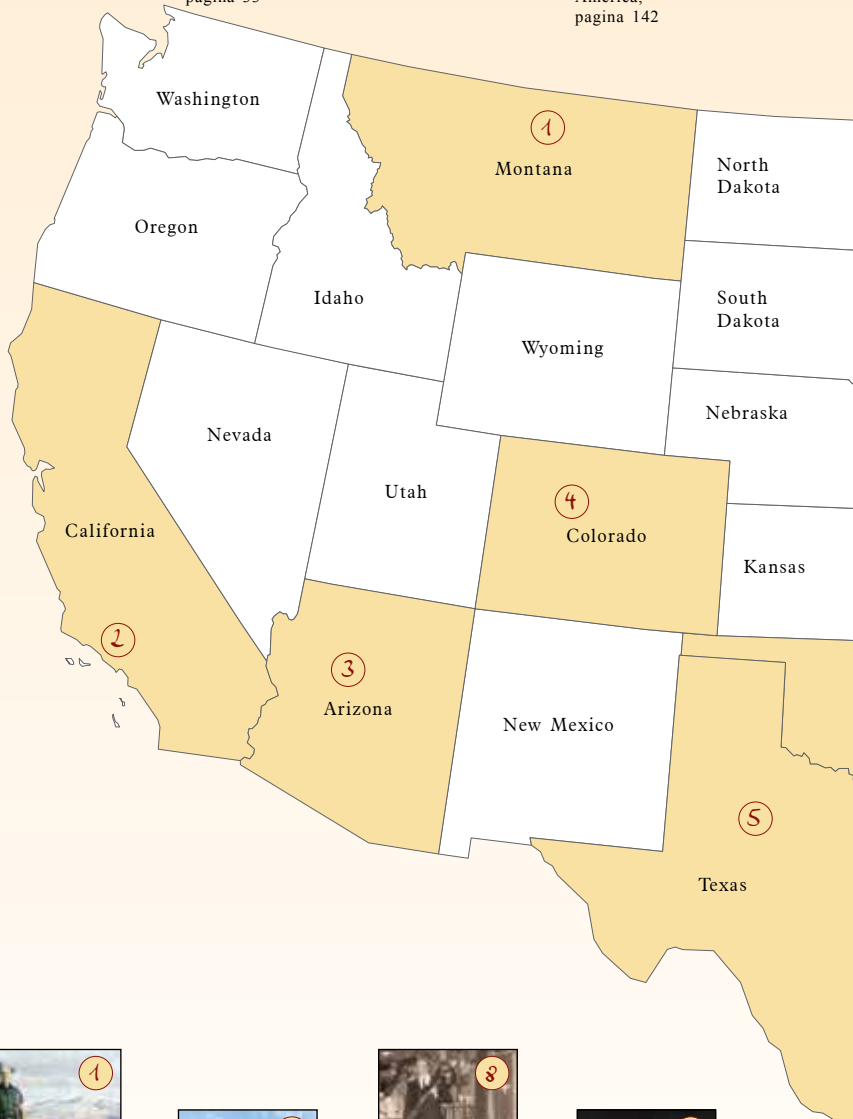 pagina 142
Washington
1
Montana
North
Dakota
Oregon
Idaho
South
Dakota
Wyoming
Nebraska
Nevada
Utah
4
Colorado
California
Kansas
2
3
Arizona
New Mexico
5
Texas
1
8